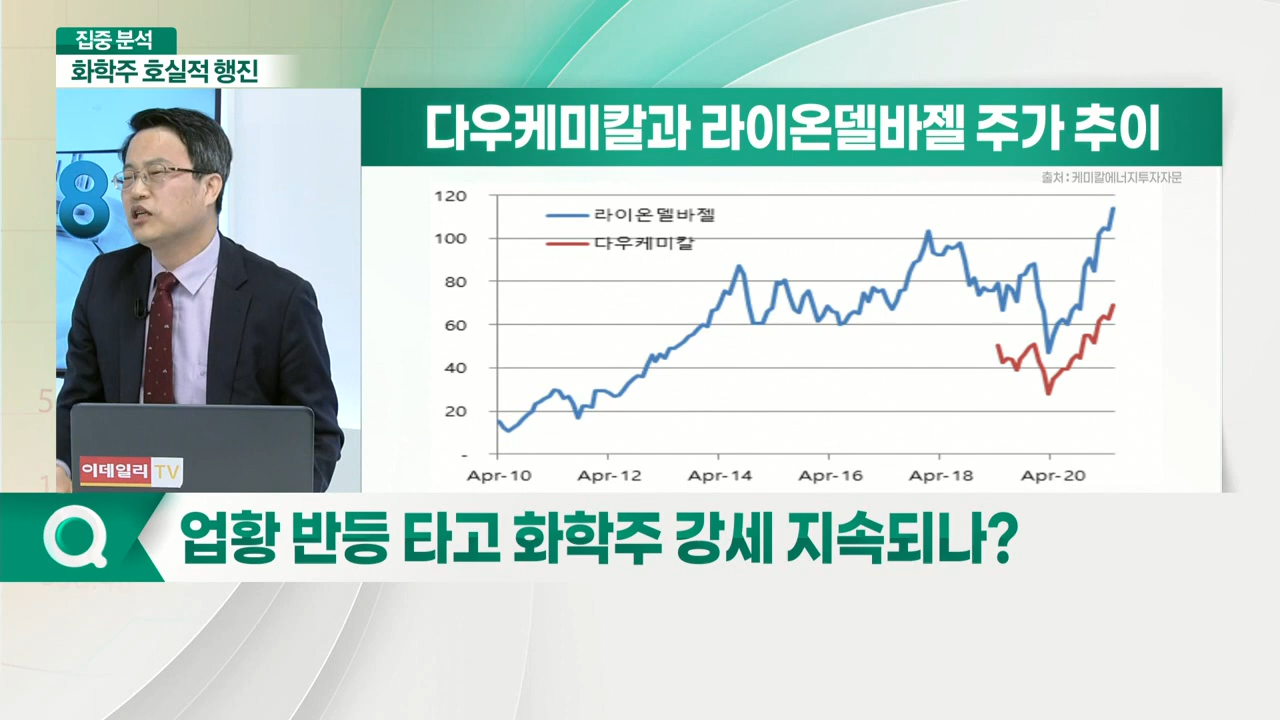 집중 분석
화학주 호실적 행진
다우케미칼과 라이온델바젤 주가 추이
출처 : 케미칼에너지투자자문
120
100
80
60
40
20
-
라이온델바젤
다우케미칼
Apr-10 Apr-12 Apr-14 Apr-16 Apr-18 Apr-20
8
이데일리 TV
업황 반등 타고 화학주 강세 지속되나?